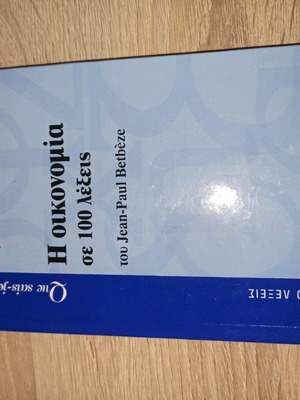 Η οικονομία
σε 100 λέξεις
του Jean-Paul Betbèze
Que sais-je
ΛΕΞΕΙΣ